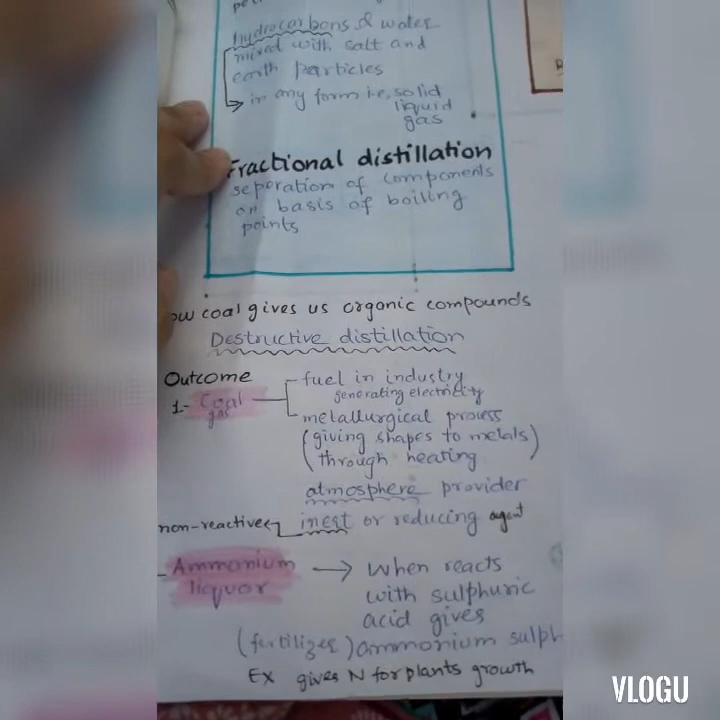 hydrocarbons & water
mixed with salt and
earth particles
in any form i.e, solid
liquid
gas
Fractional distillation
seperation of components
on basis of boiling
points
ow coal gives us organic compounds
Destructive distillation
Outcome
1- Coal gas
fuel in industry
generating electricity
metallurgical process
(giving shapes to metals)
(through heating)
atmosphere provider
non-reactive
inert or reducing agent
- Ammonium liquor → when reacts
with sulphuric
acid gives
(fertilizer) ammonium sulph
Ex gives N for plants growth
VLOGU